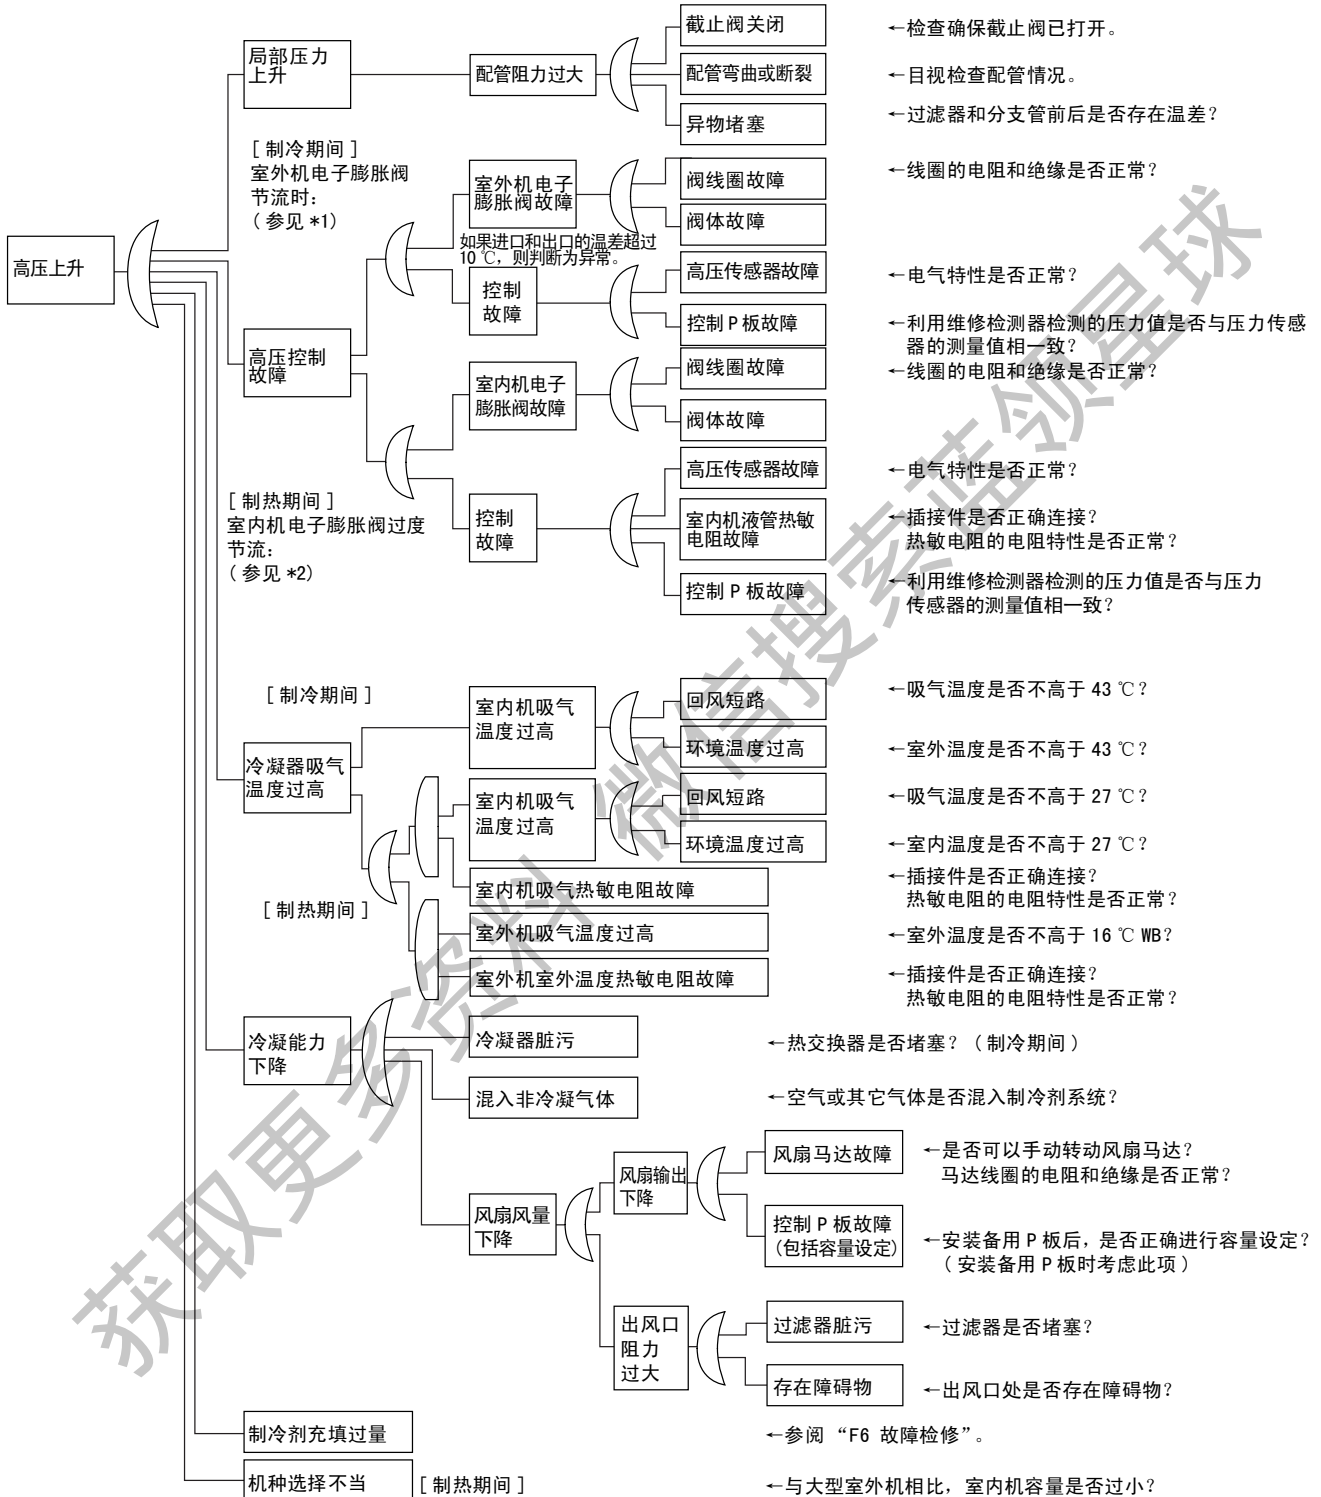 局部压力
上升
配管阻力过大
截止阀关闭
←检查确保截止阀已打开。
配管弯曲或断裂
←目视检查配管情况。
异物堵塞
←过滤器和分支管前后是否存在温差？
[ 制冷期间 ]
室外机电子膨胀阀
节流时：
( 参见 *1)
高压上升
室外机电子
膨胀阀故障
如果进口和出口的温差超过
10 ℃，则判断为异常。
阀线圈故障
←线圈的电阻和绝缘是否正常？
阀体故障
控制
故障
高压传感器故障
←电气特性是否正常？
控制 P 板故障
←利用维修检测器检测的压力值是否与压力传感
器的测量值相一致？
高压控制
故障
室内机电子
膨胀阀故障
阀线圈故障
←线圈的电阻和绝缘是否正常？
阀体故障
[ 制热期间 ]
室内机电子膨胀阀过度
节流：
( 参见 *2)
控制
故障
高压传感器故障
←电气特性是否正常？
室内机液管热敏
电阻故障
←插接件是否正确连接？
热敏电阻的电阻特性是否正常？
控制 P 板故障
←利用维修检测器检测的压力值是否与压力
传感器的测量值相一致？
[ 制冷期间 ]
室内机吸气
温度过高
回风短路
←吸气温度是否不高于 43 ℃？
环境温度过高
←室外温度是否不高于 43 ℃？
冷凝器吸气
温度过高
室内机吸气
温度过高
回风短路
←吸气温度是否不高于 27 ℃？
环境温度过高
←室内温度是否不高于 27 ℃？
[ 制热期间 ]
室内机吸气热敏电阻故障
←插接件是否正确连接？
热敏电阻的电阻特性是否正常？
室外机吸气温度过高
←室外温度是否不高于 16 ℃ WB？
室外机室外温度热敏电阻故障
←插接件是否正确连接？
热敏电阻的电阻特性是否正常？
冷凝能力
下降
冷凝器脏污
←热交换器是否堵塞？（ 制冷期间 ）
混入非冷凝气体
←空气或其它气体是否混入制冷剂系统？
风扇风量
下降
风扇输出
下降
风扇马达故障
←是否可以手动转动风扇马达？
马达线圈的电阻和绝缘是否正常？
控制 P 板故障
(包括容量设定)
←安装备用 P 板后，是否正确进行容量设定？
（ 安装备用 P 板时考虑此项 ）
出风口
阻力
过大
过滤器脏污
←过滤器是否堵塞？
存在障碍物
←出风口处是否存在障碍物？
制冷剂充填过量
←参阅 “F6 故障检修”。
机种选择不当
[ 制热期间 ]
←与大型室外机相比，室内机容量是否过小？
获取更多资料 微信搜索蓝领星球